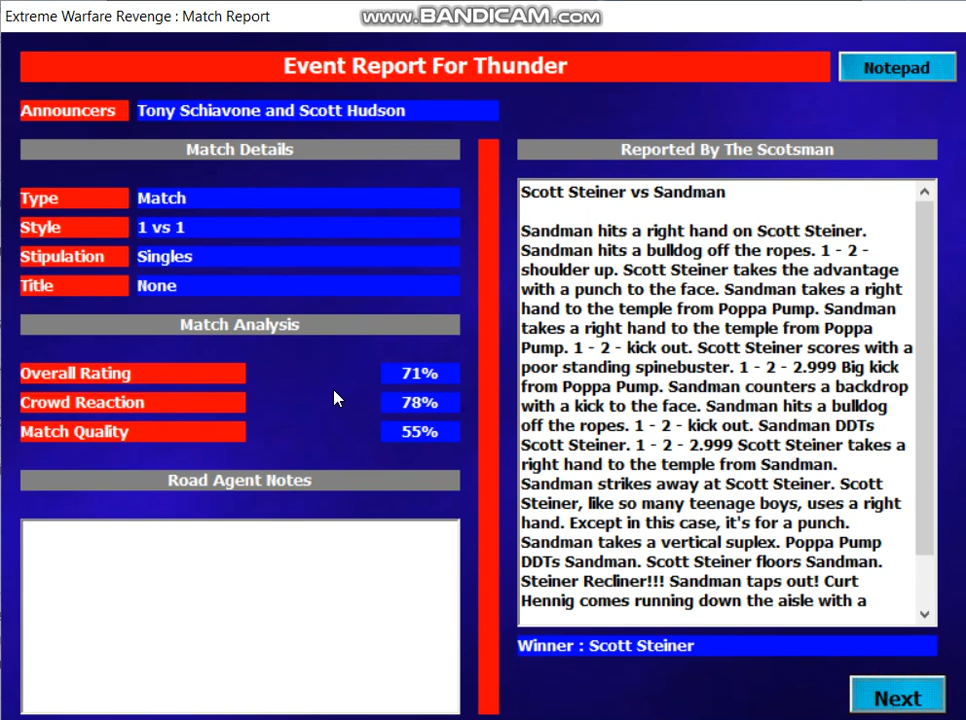 Extreme Warfare Revenge : Match Report
www.BANDICAM.com
Event Report For Thunder
Notepad
Announcers
Tony Schiavone and Scott Hudson
Match Details
Type
Match
Style
1 vs 1
Stipulation
Singles
Title
None
Match Analysis
Overall Rating
71%
Crowd Reaction
78%
Match Quality
55%
Road Agent Notes
Reported By The Scotsman
Scott Steiner vs Sandman
Sandman hits a right hand on Scott Steiner.
Sandman hits a bulldog off the ropes. 1 - 2 -
shoulder up. Scott Steiner takes the advantage
with a punch to the face. Sandman takes a right
hand to the temple from Poppa Pump. Sandman
takes a right hand to the temple from Poppa
Pump. 1 - 2 - kick out. Scott Steiner scores with a
poor standing spinebuster. 1 - 2 - 2.999 Big kick
from Poppa Pump. Sandman counters a backdrop
with a kick to the face. Sandman hits a bulldog
off the ropes. 1 - 2 - kick out. Sandman DDTs
Scott Steiner. 1 - 2 - 2.999 Scott Steiner takes a
right hand to the temple from Sandman.
Sandman strikes away at Scott Steiner. Scott
Steiner, like so many teenage boys, uses a right
hand. Except in this case, it's for a punch.
Sandman takes a vertical suplex. Poppa Pump
DDTs Sandman. Scott Steiner floors Sandman.
Steiner Recliner!!! Sandman taps out! Curt
Hennig comes running down the aisle with a
Winner : Scott Steiner
Next